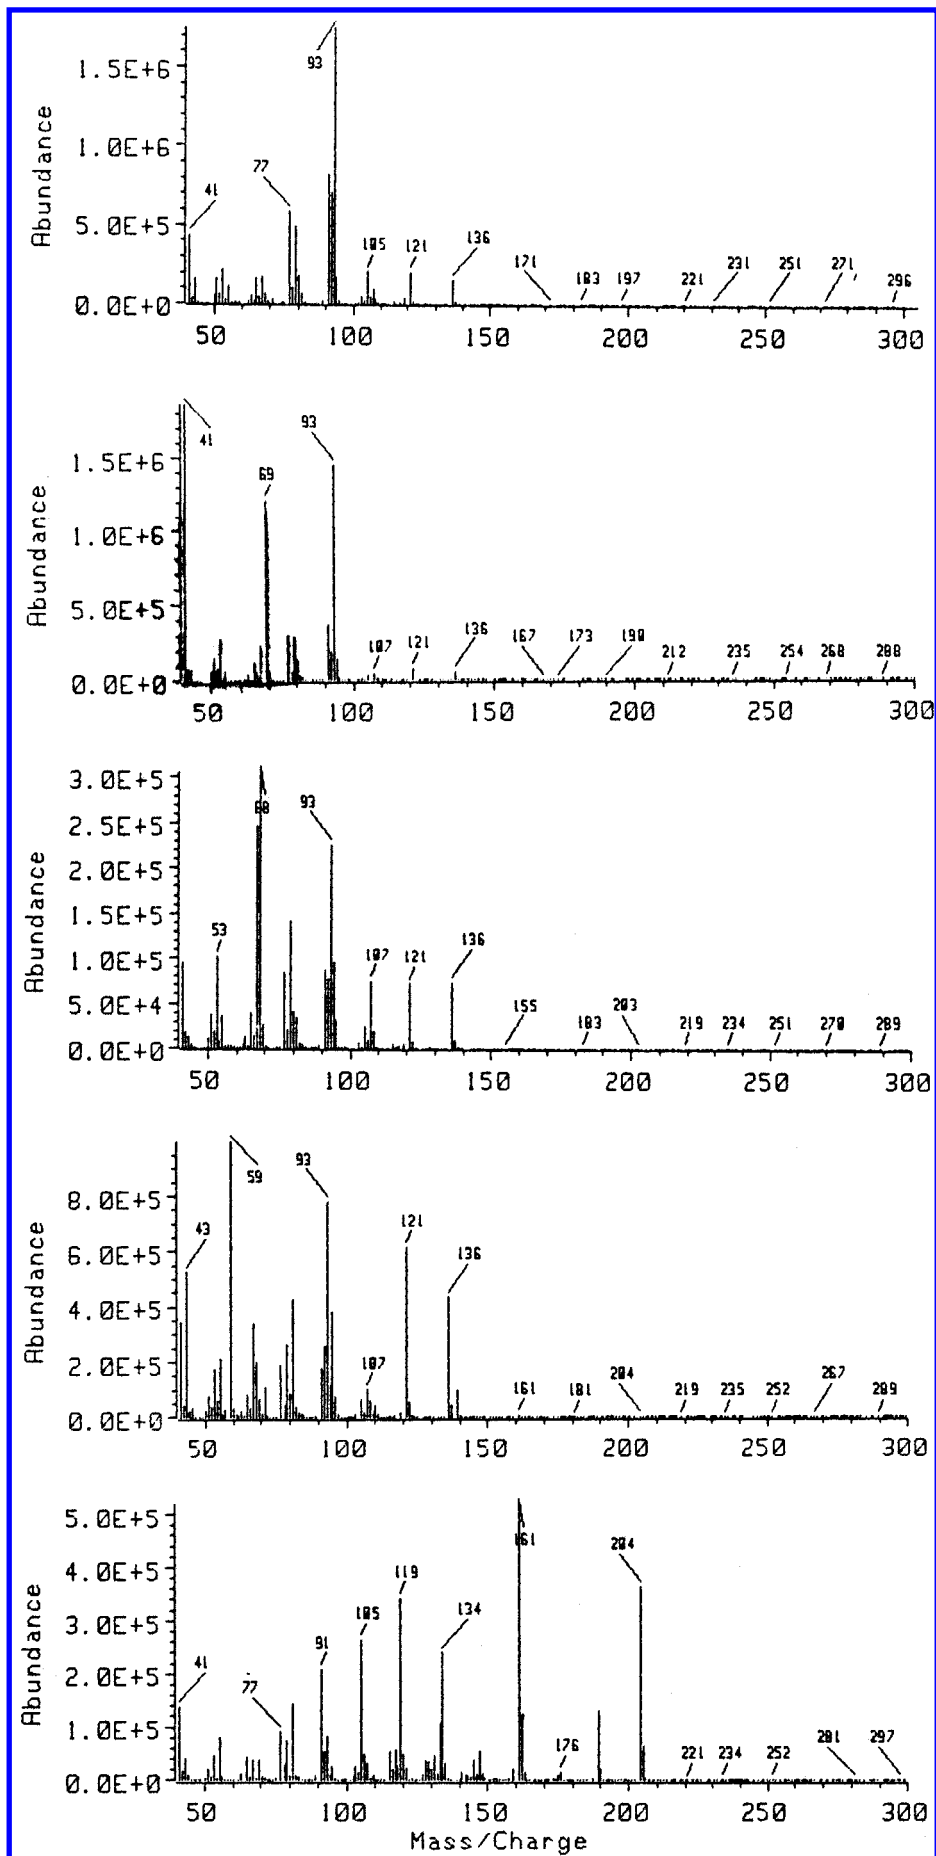 Abundance
93
1.5E+6
1.0E+6
77
41
5.0E+5
105 121 136
171 183 197 221 231 251 271 296
0.0E+0
50 100 150 200 250 300
Abundance
41 93
1.5E+6
69
1.0E+6
5.0E+5
107 121 136 167 173 190 212 235 254 268 288
0.0E+0
50 100 150 200 250 300
Abundance
3.0E+5
68 93
2.5E+5
2.0E+5
1.5E+5
53
1.0E+5
107 121 136
5.0E+4
155 183 203 219 234 251 270 289
0.0E+0
50 100 150 200 250 300
Abundance
59 93
8.0E+5
43 121 136
6.0E+5
4.0E+5
107
2.0E+5
161 181 204 219 235 252 267 289
0.0E+0
50 100 150 200 250 300
Abundance
5.0E+5
161 204
4.0E+5
119
105 134
3.0E+5
91
2.0E+5
41 77
1.0E+5
176 221 234 252 281 297
0.0E+0
50 100 150 200 250 300
Mass/Charge